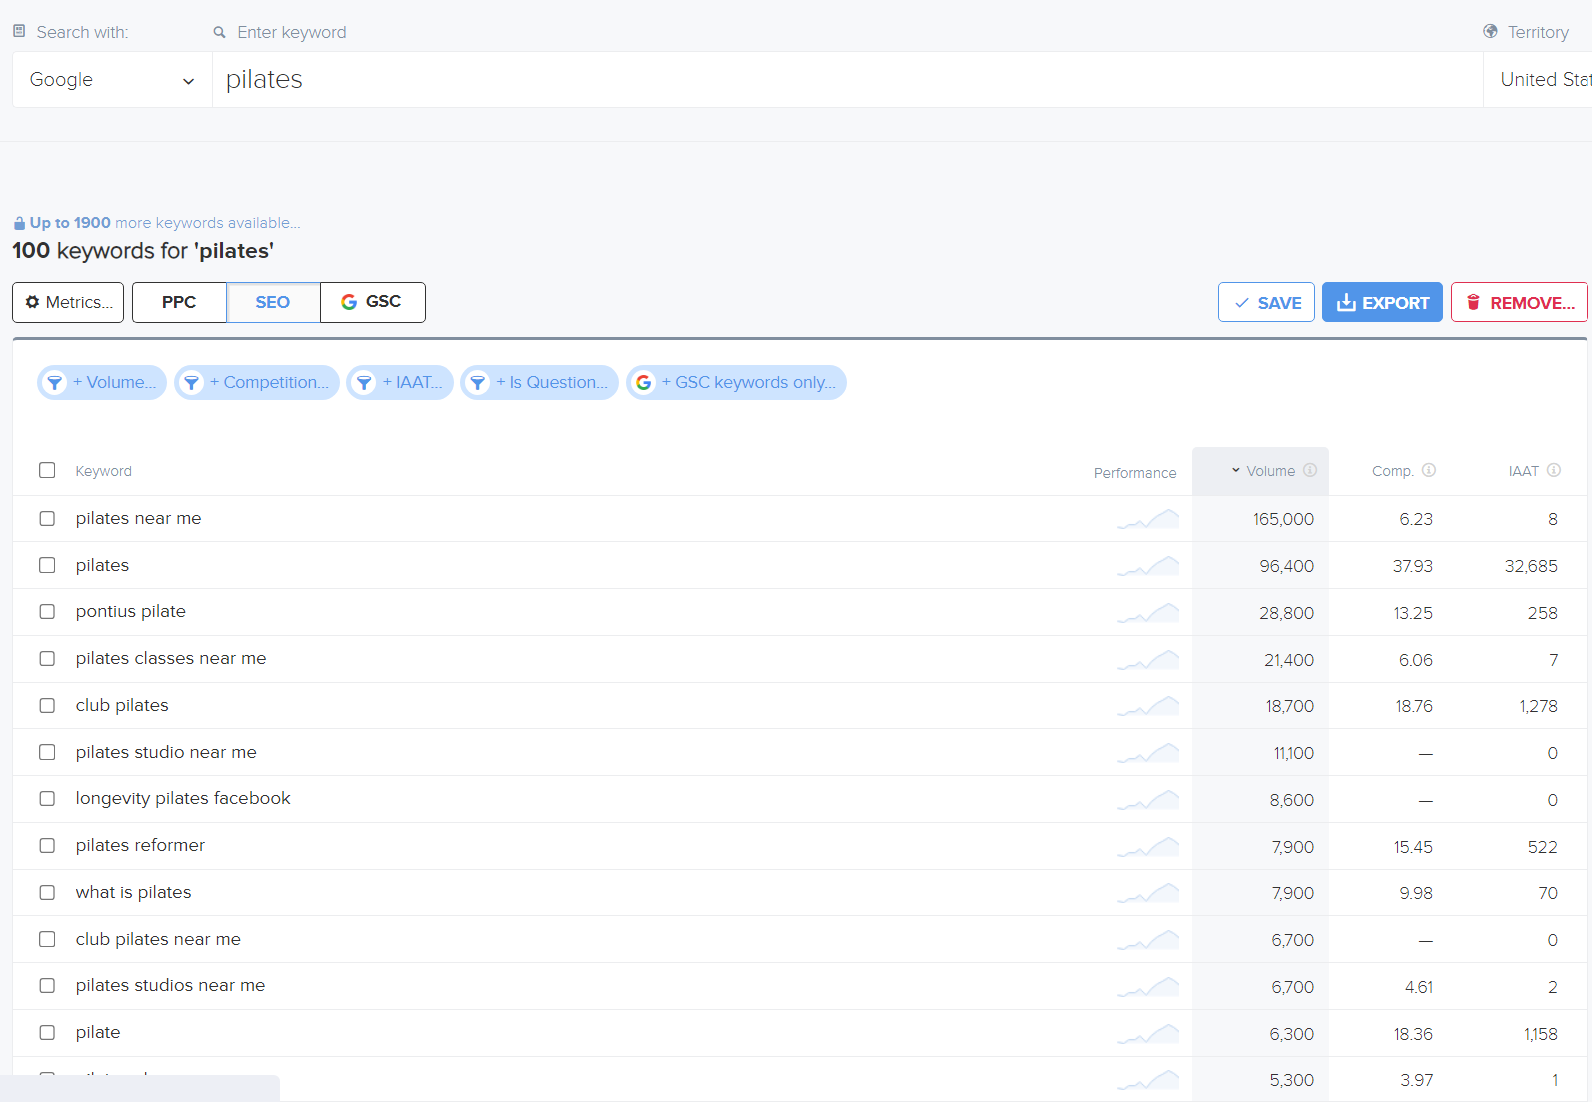 Search with: Enter keyword Territory
Google pilates United Stat
Up to 1900 more keywords available...
100 keywords for 'pilates'
Metrics... PPC SEO GSC SAVE EXPORT REMOVE...
+ Volume... + Competition... + IAAT... + Is Question... + GSC keywords only...
Keyword Performance Volume Comp. IAAT
pilates near me 165,000 6.23 8
pilates 96,400 37.93 32,685
pontius pilate 28,800 13.25 258
pilates classes near me 21,400 6.06 7
club pilates 18,700 18.76 1,278
pilates studio near me 11,100 — 0
longevity pilates facebook 8,600 — 0
pilates reformer 7,900 15.45 522
what is pilates 7,900 9.98 70
club pilates near me 6,700 — 0
pilates studios near me 6,700 4.61 2
pilate 6,300 18.36 1,158
5,300 3.97 1